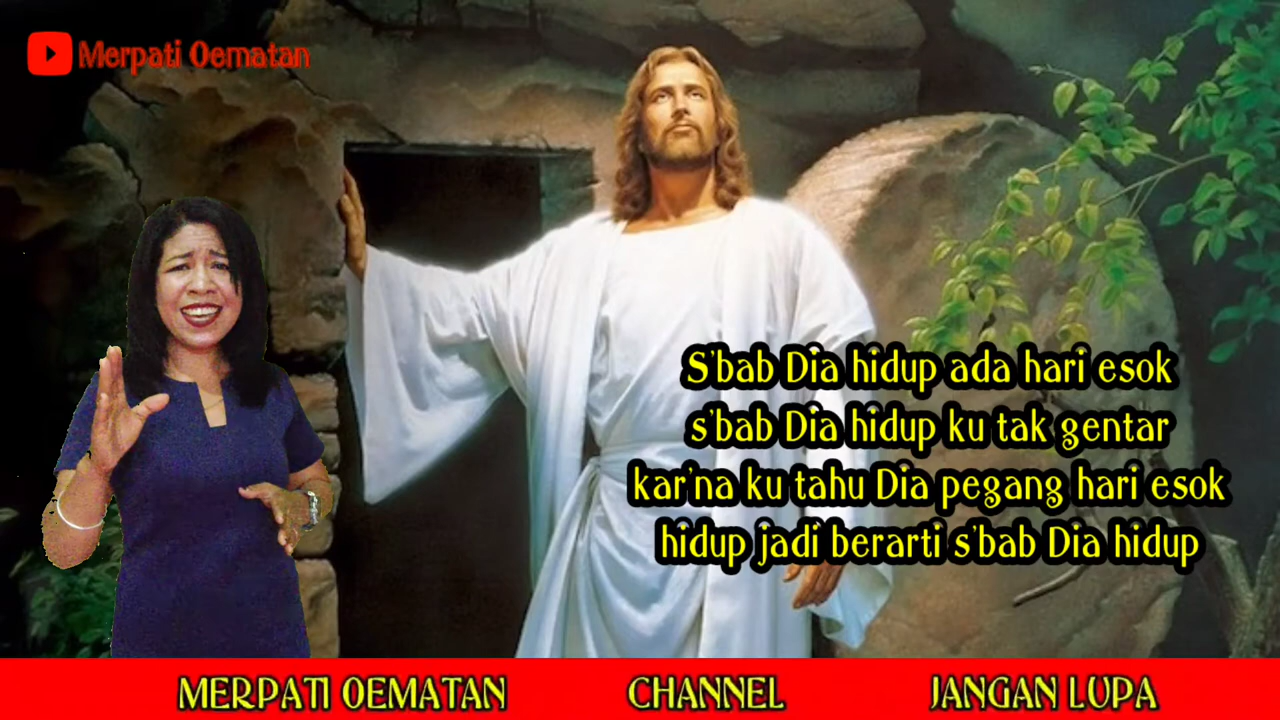 Merpati Oematan
S'bab Dia hidup ada hari esok
s'bab Dia hidup ku tak gentar
kar'na ku tahu Dia pegang hari esok
hidup jadi berarti s'bab Dia hidup
MERPATI OEMATAN CHANNEL JANGAN LUPA